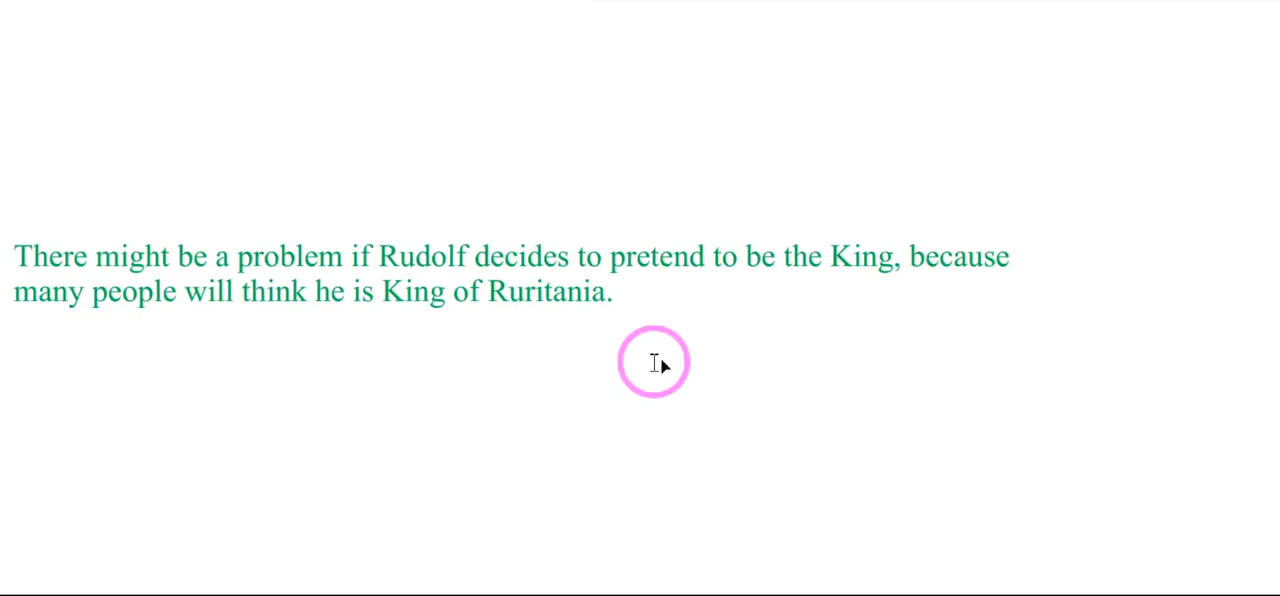 There might be a problem if Rudolf decides to pretend to be the King, because
many people will think he is King of Ruritania.